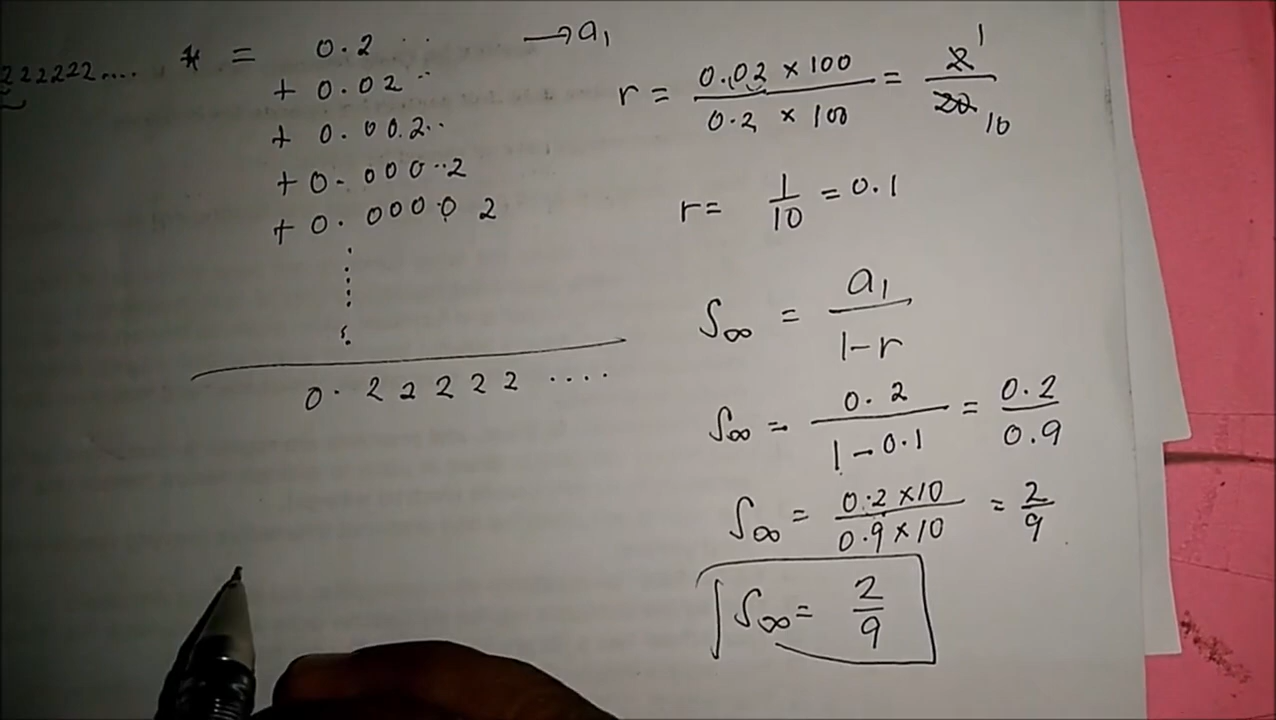 222222.... * = 0.2 .. → a₁
+ 0.02 ..
+ 0.002..
+ 0.000..2
+ 0.00002
0.22222 ....
r = (0.02 × 100)/(0.2 × 100) = 2/20 1/10
r = 1/10 = 0.1
S∞ = a₁/(1-r)
S∞ = 0.2/(1-0.1) = 0.2/0.9
S∞ = (0.2×10)/(0.9×10) = 2/9
S∞ = 2/9